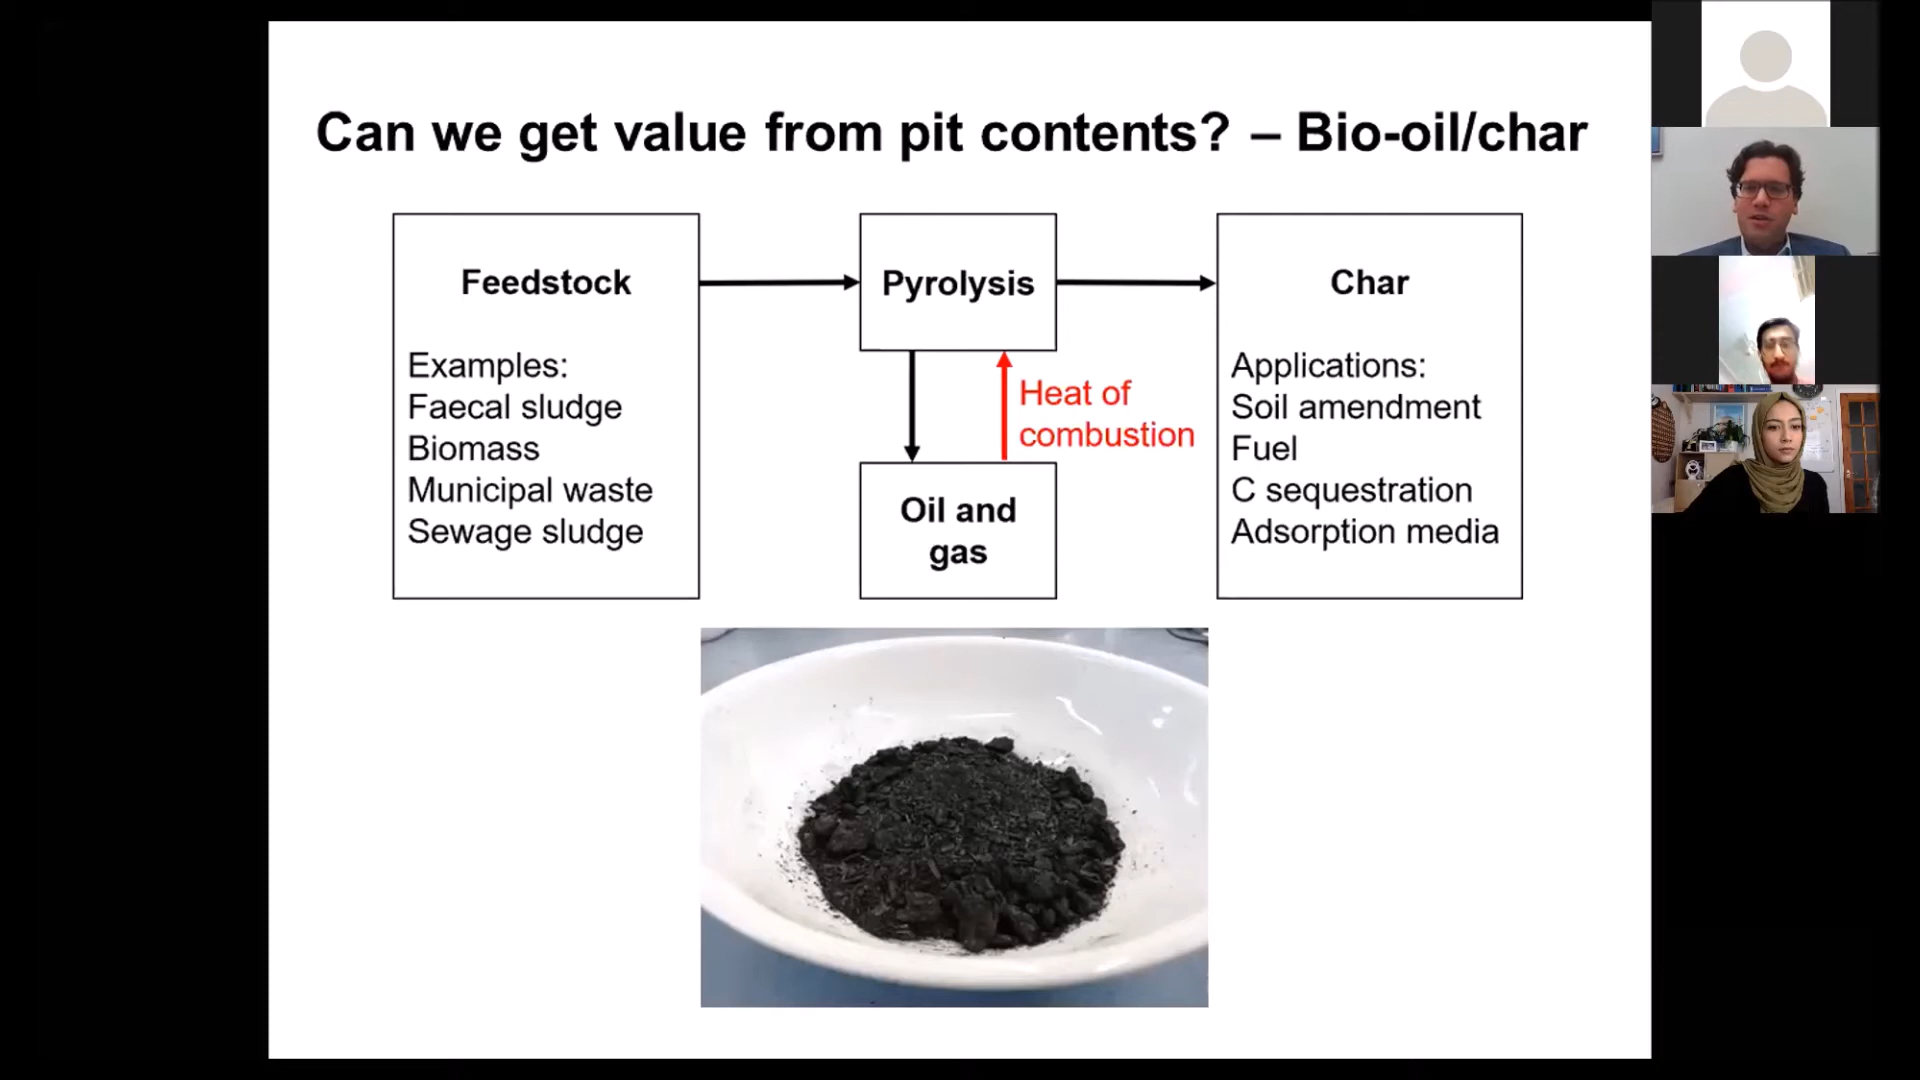 Can we get value from pit contents? – Bio-oil/char
Feedstock
Examples:
Faecal sludge
Biomass
Municipal waste
Sewage sludge
Pyrolysis
Heat of
combustion
Oil and
gas
Char
Applications:
Soil amendment
Fuel
C sequestration
Adsorption media